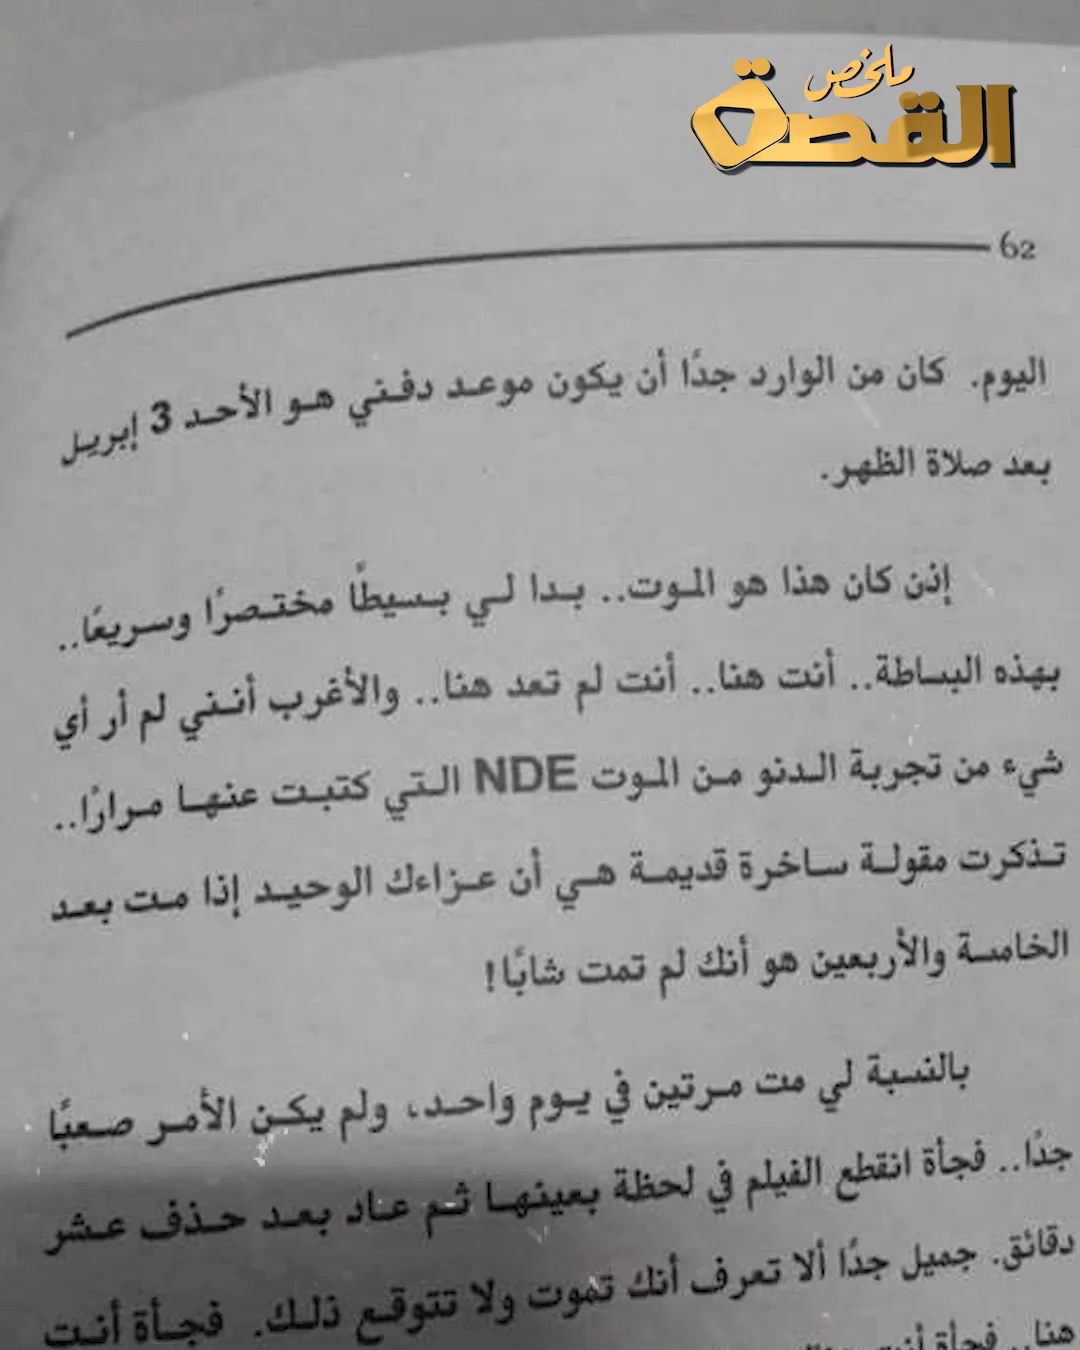 ملخص
القصة
62
اليوم. كان من الوارد جدًا أن يكون موعد دفني هو الأحد 3 إبريل
بعد صلاة الظهر.
إذن كان هذا هو الموت.. بدا لي بسيطًا مختصرًا وسريعًا..
بهذه البساطة.. أنت هنا.. أنت لم تعد هنا.. والأغرب أنني لم أر أي
شيء من تجربة الدنو من الموت NDE التي كتبت عنها مرارًا..
تذكرت مقولة ساخرة قديمة هي أن عزاءك الوحيد إذا مت بعد
الخامسة والأربعين هو أنك لم تمت شابًا!
بالنسبة لي مت مرتين في يوم واحد، ولم يكن الأمر صعبًا
جدًا.. فجأة انقطع الفيلم في لحظة بعينها ثم عاد بعد حذف عشر
دقائق. جميل جدًا ألا تعرف أنك تموت ولا تتوقع ذلك. فجأة أنت
هنا.. فجأة أنت